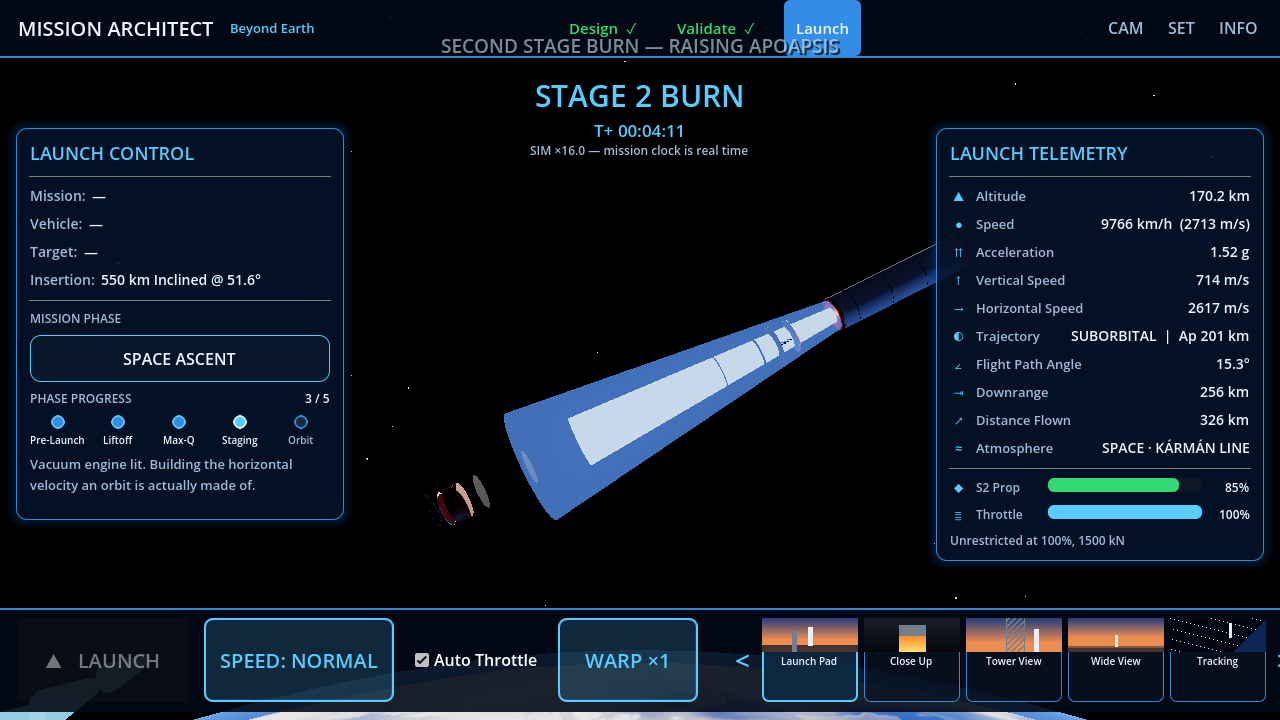 MISSION ARCHITECT
Beyond Earth
Design ✓
Validate ✓
Launch
CAM
SET
INFO
SECOND STAGE BURN — RAISING APOAPSIS
STAGE 2 BURN
T+ 00:04:11
SIM ×16.0 — mission clock is real time
LAUNCH CONTROL
Mission: —
Vehicle: —
Target: —
Insertion: 550 km Inclined @ 51.6°
MISSION PHASE
SPACE ASCENT
PHASE PROGRESS 3 / 5
Pre-Launch Liftoff Max-Q Staging Orbit
Vacuum engine lit. Building the horizontal
velocity an orbit is actually made of.
LAUNCH TELEMETRY
Altitude 170.2 km
Speed 9766 km/h (2713 m/s)
Acceleration 1.52 g
Vertical Speed 714 m/s
Horizontal Speed 2617 m/s
Trajectory SUBORBITAL | Ap 201 km
Flight Path Angle 15.3°
Downrange 256 km
Distance Flown 326 km
Atmosphere SPACE · KÁRMÁN LINE
S2 Prop 85%
Throttle 100%
Unrestricted at 100%, 1500 kN
▲ LAUNCH
SPEED: NORMAL
Auto Throttle
WARP ×1
<
Launch Pad
Close Up
Tower View
Wide View
Tracking